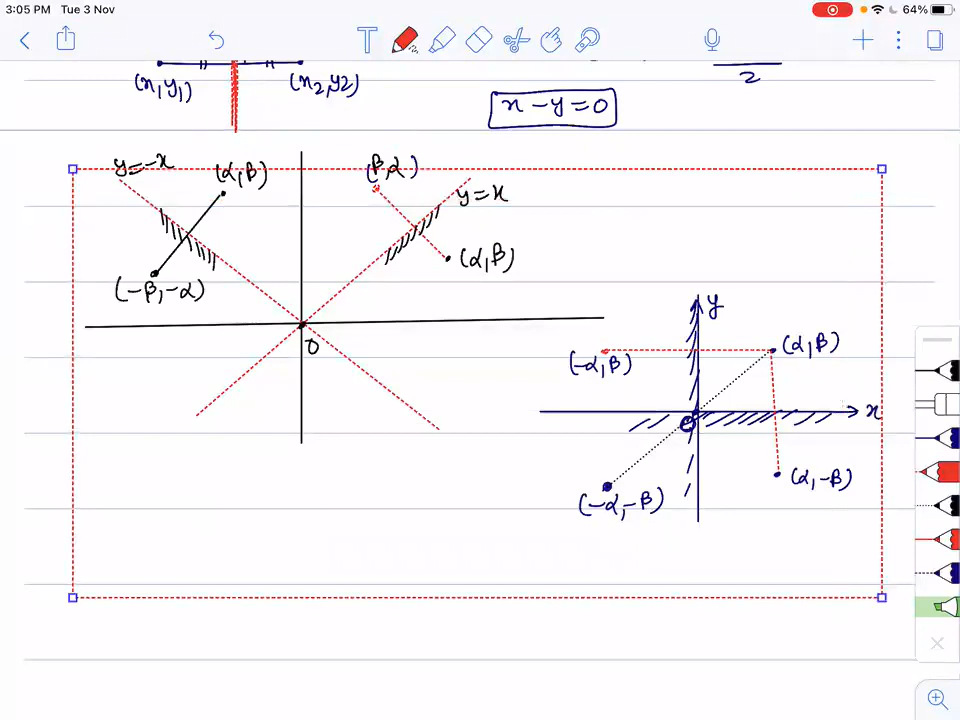 3:05 PM Tue 3 Nov
64%
T
(x₁,y₁)
(x₂,y2)
2
x-y=0
y=-x
(α,β)
(β,α)
y=x
(α,β)
(-β,-α)
O
y
(α,β)
(-α,β)
x
(α,-β)
(-α,-β)